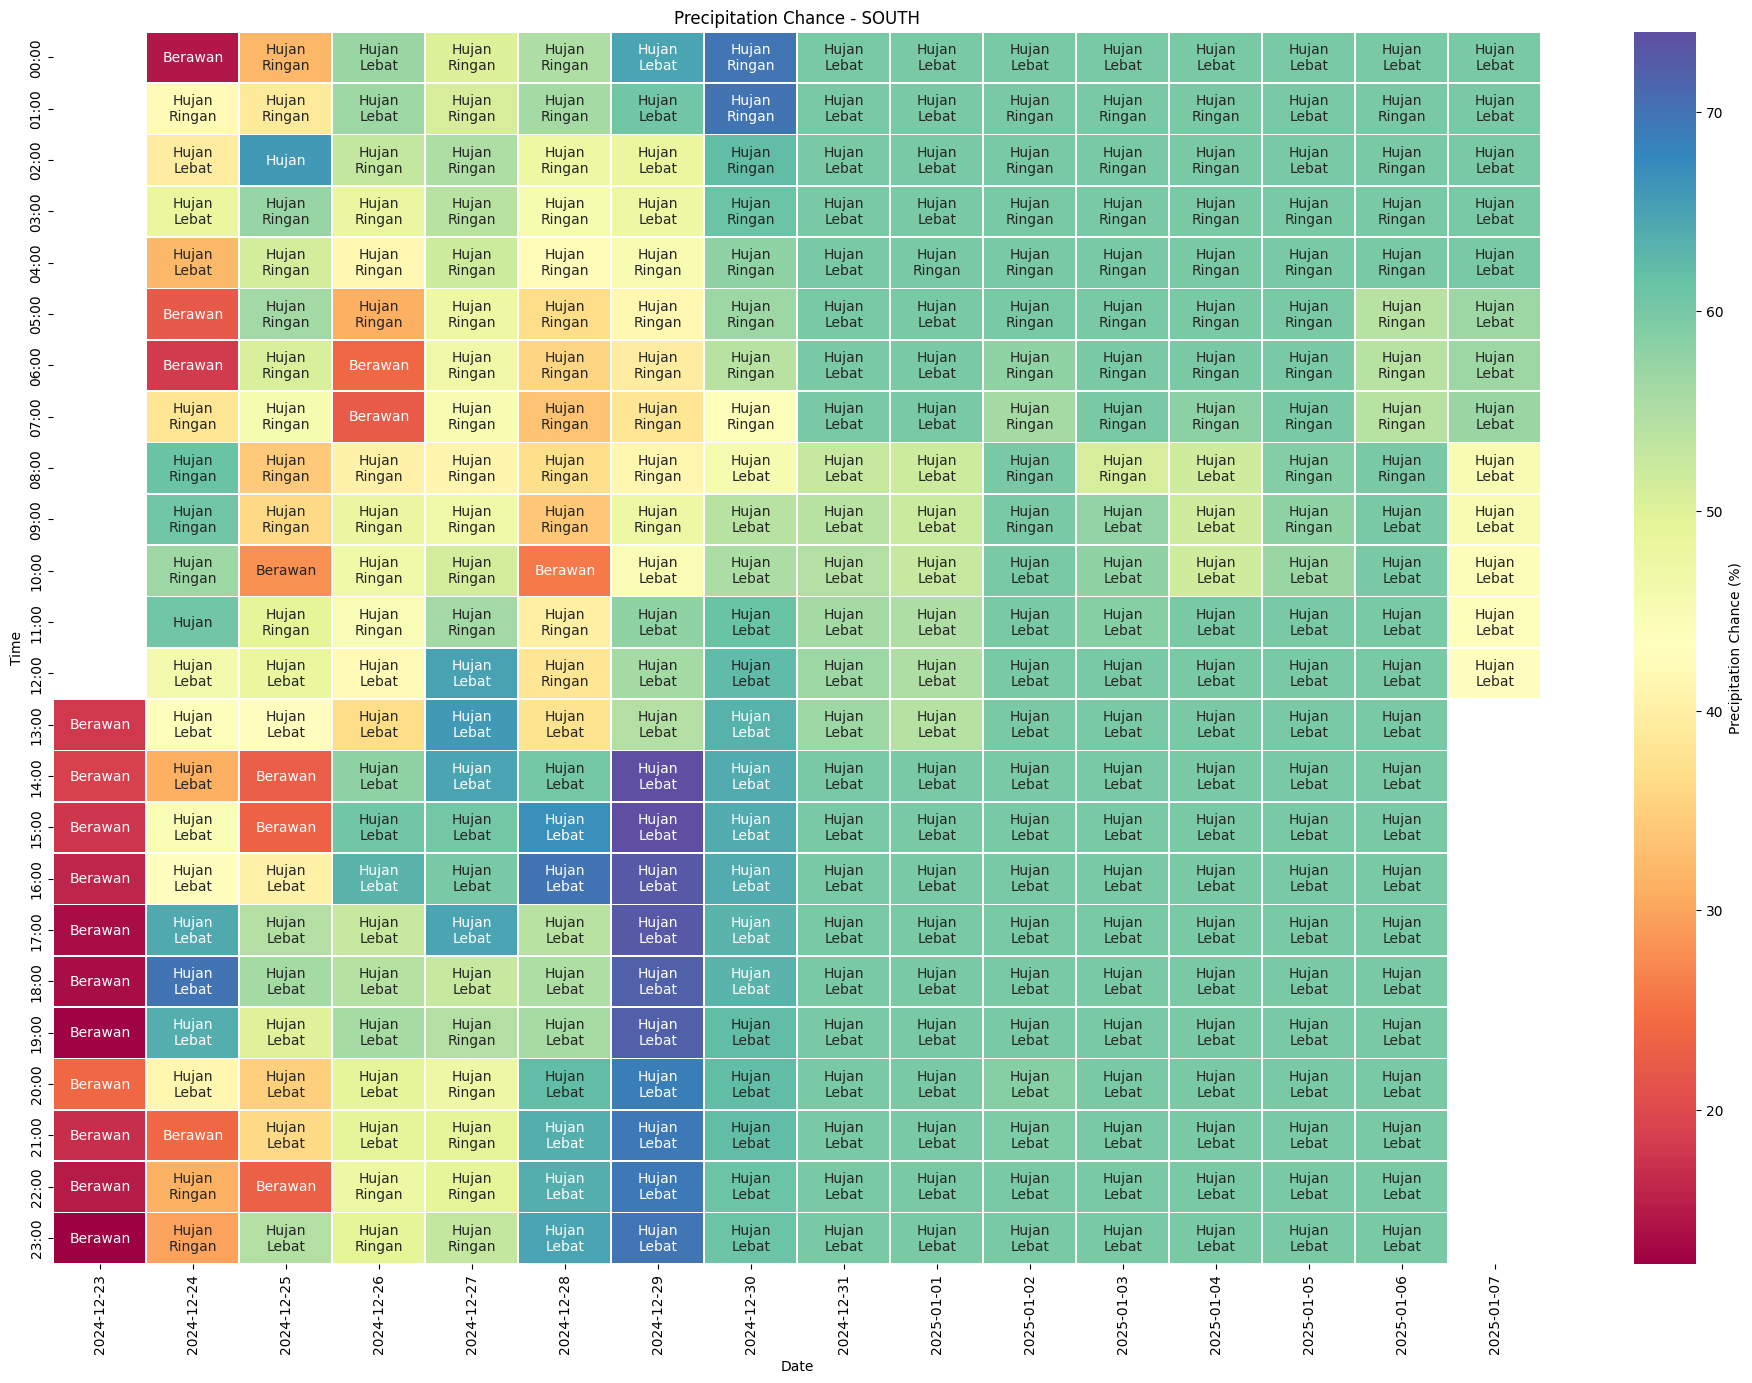 Precipitation Chance - SOUTH
00:00 Berawan Hujan Ringan Hujan Lebat Hujan Ringan Hujan Ringan Hujan Lebat Hujan Ringan Hujan Lebat Hujan Lebat Hujan Lebat Hujan Lebat Hujan Lebat Hujan Lebat Hujan Lebat Hujan Lebat
01:00 Hujan Ringan Hujan Ringan Hujan Lebat Hujan Ringan Hujan Ringan Hujan Lebat Hujan Ringan Hujan Lebat Hujan Lebat Hujan Ringan Hujan Ringan Hujan Ringan Hujan Lebat Hujan Ringan Hujan Lebat
02:00 Hujan Lebat Hujan Hujan Ringan Hujan Ringan Hujan Ringan Hujan Lebat Hujan Ringan Hujan Lebat Hujan Lebat Hujan Ringan Hujan Ringan Hujan Ringan Hujan Lebat Hujan Ringan Hujan Lebat
03:00 Hujan Lebat Hujan Ringan Hujan Ringan Hujan Ringan Hujan Ringan Hujan Lebat Hujan Ringan Hujan Lebat Hujan Lebat Hujan Ringan Hujan Ringan Hujan Ringan Hujan Ringan Hujan Ringan Hujan Lebat
04:00 Hujan Lebat Hujan Ringan Hujan Ringan Hujan Ringan Hujan Ringan Hujan Ringan Hujan Ringan Hujan Lebat Hujan Ringan Hujan Ringan Hujan Ringan Hujan Ringan Hujan Ringan Hujan Ringan Hujan Lebat
05:00 Berawan Hujan Ringan Hujan Ringan Hujan Ringan Hujan Ringan Hujan Ringan Hujan Ringan Hujan Lebat Hujan Lebat Hujan Ringan Hujan Ringan Hujan Ringan Hujan Ringan Hujan Ringan Hujan Lebat
06:00 Berawan Hujan Ringan Berawan Hujan Ringan Hujan Ringan Hujan Ringan Hujan Ringan Hujan Lebat Hujan Lebat Hujan Ringan Hujan Ringan Hujan Ringan Hujan Ringan Hujan Ringan Hujan Lebat
07:00 Hujan Ringan Hujan Ringan Berawan Hujan Ringan Hujan Ringan Hujan Ringan Hujan Ringan Hujan Lebat Hujan Lebat Hujan Ringan Hujan Ringan Hujan Ringan Hujan Ringan Hujan Ringan Hujan Lebat
08:00 Hujan Ringan Hujan Ringan Hujan Ringan Hujan Ringan Hujan Ringan Hujan Ringan Hujan Lebat Hujan Lebat Hujan Lebat Hujan Ringan Hujan Ringan Hujan Lebat Hujan Ringan Hujan Ringan Hujan Lebat
09:00 Hujan Ringan Hujan Ringan Hujan Ringan Hujan Ringan Hujan Ringan Hujan Ringan Hujan Lebat Hujan Lebat Hujan Lebat Hujan Ringan Hujan Lebat Hujan Lebat Hujan Ringan Hujan Lebat Hujan Lebat
10:00 Hujan Ringan Berawan Hujan Ringan Hujan Ringan Berawan Hujan Lebat Hujan Lebat Hujan Lebat Hujan Lebat Hujan Lebat Hujan Lebat Hujan Lebat Hujan Lebat Hujan Lebat Hujan Lebat
11:00 Hujan Hujan Ringan Hujan Ringan Hujan Ringan Hujan Ringan Hujan Lebat Hujan Lebat Hujan Lebat Hujan Lebat Hujan Lebat Hujan Lebat Hujan Lebat Hujan Lebat Hujan Lebat Hujan Lebat
12:00 Hujan Lebat Hujan Lebat Hujan Lebat Hujan Lebat Hujan Ringan Hujan Lebat Hujan Lebat Hujan Lebat Hujan Lebat Hujan Lebat Hujan Lebat Hujan Lebat Hujan Lebat Hujan Lebat Hujan Lebat
13:00 Berawan Hujan Lebat Hujan Lebat Hujan Lebat Hujan Lebat Hujan Lebat Hujan Lebat Hujan Lebat Hujan Lebat Hujan Lebat Hujan Lebat Hujan Lebat Hujan Lebat Hujan Lebat Hujan Lebat
14:00 Berawan Hujan Lebat Berawan Hujan Lebat Hujan Lebat Hujan Lebat Hujan Lebat Hujan Lebat Hujan Lebat Hujan Lebat Hujan Lebat Hujan Lebat Hujan Lebat Hujan Lebat Hujan Lebat
15:00 Berawan Hujan Lebat Berawan Hujan Lebat Hujan Lebat Hujan Lebat Hujan Lebat Hujan Lebat Hujan Lebat Hujan Lebat Hujan Lebat Hujan Lebat Hujan Lebat Hujan Lebat Hujan Lebat
16:00 Berawan Hujan Lebat Hujan Lebat Hujan Lebat Hujan Lebat Hujan Lebat Hujan Lebat Hujan Lebat Hujan Lebat Hujan Lebat Hujan Lebat Hujan Lebat Hujan Lebat Hujan Lebat Hujan Lebat
17:00 Berawan Hujan Lebat Hujan Lebat Hujan Lebat Hujan Lebat Hujan Lebat Hujan Lebat Hujan Lebat Hujan Lebat Hujan Lebat Hujan Lebat Hujan Lebat Hujan Lebat Hujan Lebat Hujan Lebat
18:00 Berawan Hujan Lebat Hujan Lebat Hujan Lebat Hujan Lebat Hujan Lebat Hujan Lebat Hujan Lebat Hujan Lebat Hujan Lebat Hujan Lebat Hujan Lebat Hujan Lebat Hujan Lebat Hujan Lebat
19:00 Berawan Hujan Lebat Hujan Lebat Hujan Lebat Hujan Ringan Hujan Lebat Hujan Lebat Hujan Lebat Hujan Lebat Hujan Lebat Hujan Lebat Hujan Lebat Hujan Lebat Hujan Lebat Hujan Lebat
20:00 Berawan Hujan Lebat Hujan Lebat Hujan Lebat Hujan Ringan Hujan Lebat Hujan Lebat Hujan Lebat Hujan Lebat Hujan Lebat Hujan Lebat Hujan Lebat Hujan Lebat Hujan Lebat Hujan Lebat
21:00 Berawan Berawan Hujan Lebat Hujan Lebat Hujan Ringan Hujan Lebat Hujan Lebat Hujan Lebat Hujan Lebat Hujan Lebat Hujan Lebat Hujan Lebat Hujan Lebat Hujan Lebat Hujan Lebat
22:00 Berawan Hujan Ringan Berawan Hujan Ringan Hujan Ringan Hujan Lebat Hujan Lebat Hujan Lebat Hujan Lebat Hujan Lebat Hujan Lebat Hujan Lebat Hujan Lebat Hujan Lebat Hujan Lebat
23:00 Berawan Hujan Ringan Hujan Lebat Hujan Ringan Hujan Ringan Hujan Lebat Hujan Lebat Hujan Lebat Hujan Lebat Hujan Lebat Hujan Lebat Hujan Lebat Hujan Lebat Hujan Lebat Hujan Lebat
Time
2024-12-23 2024-12-24 2024-12-25 2024-12-26 2024-12-27 2024-12-28 2024-12-29 2024-12-30 2024-12-31 2025-01-01 2025-01-02 2025-01-03 2025-01-04 2025-01-05 2025-01-06 2025-01-07
Date
70
60
50
40
30
20
Precipitation Chance (%)